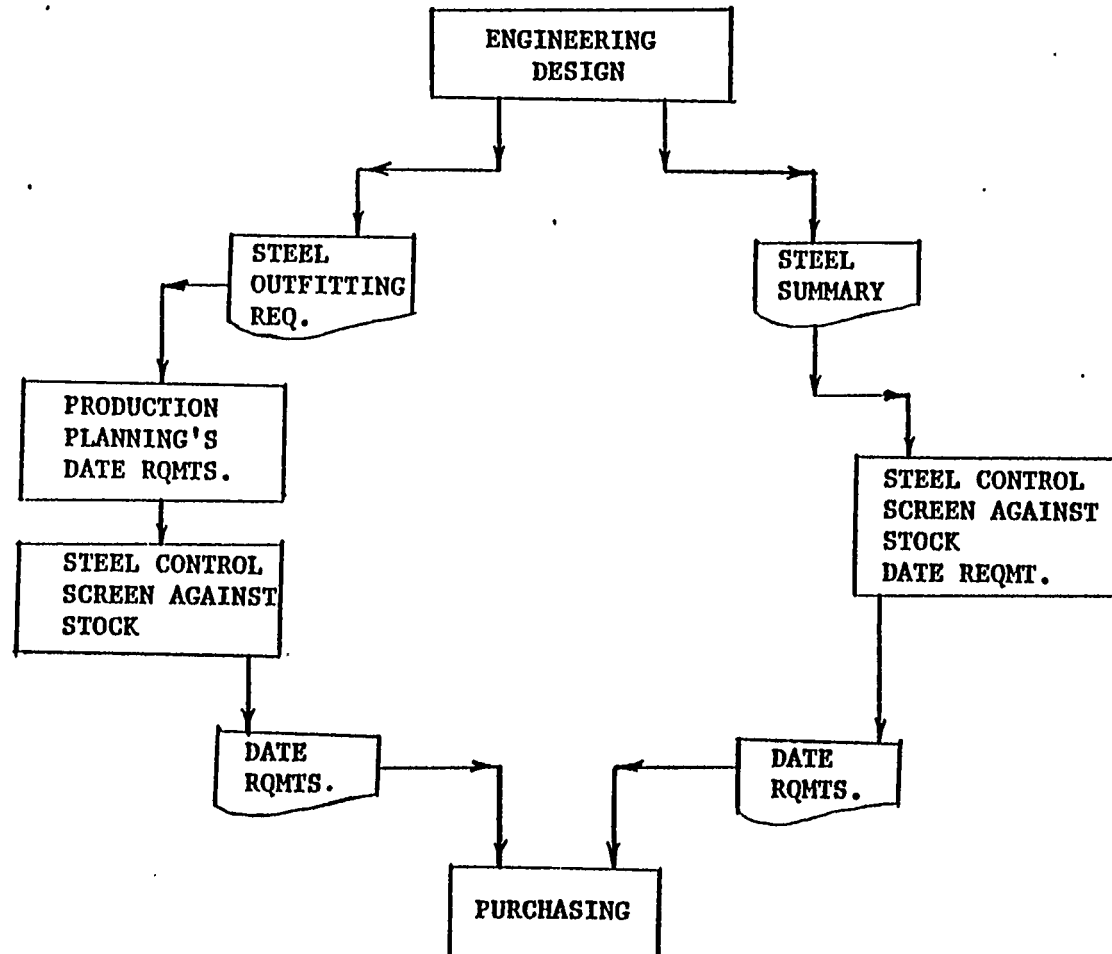 ENGINEERING
DESIGN
STEEL
OUTFITTING
REQ.
STEEL
SUMMARY
PRODUCTION
PLANNING'S
DATE RQMTS.
STEEL CONTROL
SCREEN AGAINST
STOCK
DATE REQMT.
STEEL CONTROL
SCREEN AGAINST
STOCK
DATE
RQMTS.
DATE
RQMTS.
PURCHASING